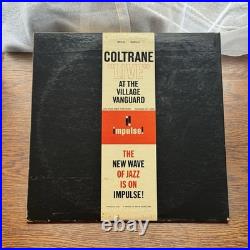 COLTRANE
"LIVE"
AT THE
VILLAGE
VANGUARD
impulse!
THE
NEW WAVE
OF JAZZ
IS ON
IMPULSE!